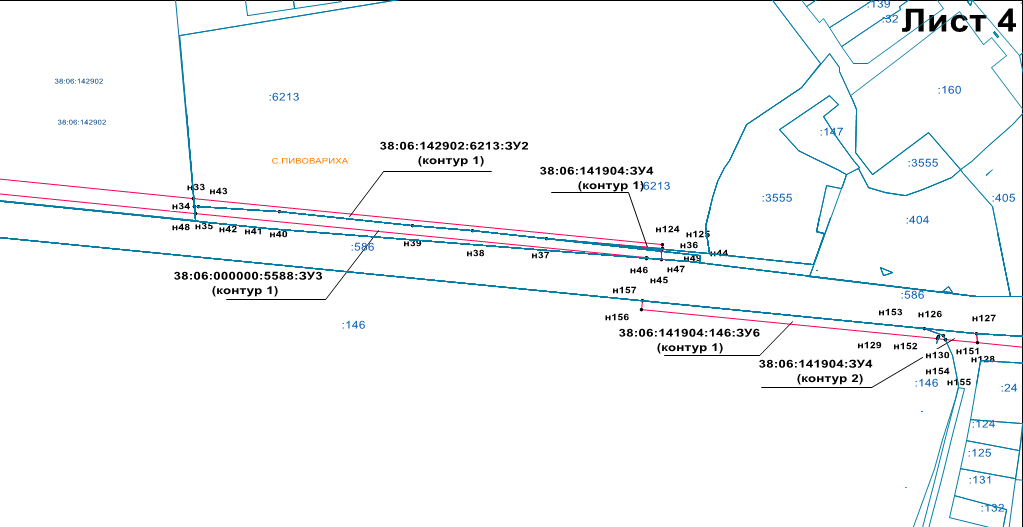 :139
:32
Лист 4
38:06:142902
:6213
:160
38:06:142902
:147
38:06:142902:6213:ЗУ2
(контур 1)
с.ПИВОВАРИХА
:3555
38:06:141904:ЗУ4
(контур 1)
:6213
н33
н43
:3555
:405
н34
:404
н48
н35
н42
н41
н40
н124
н125
:586
н39
н38
н37
н36
н44
н49
н46
н47
н45
38:06:000000:5588:ЗУ3
(контур 1)
н157
:586
н156
н153
н126
н127
:146
38:06:141904:146:ЗУ6
(контур 1)
н129
н152
н130
н151
н128
38:06:141904:ЗУ4
(контур 2)
н154
:146
н155
:24
:124
:125
:131
:132